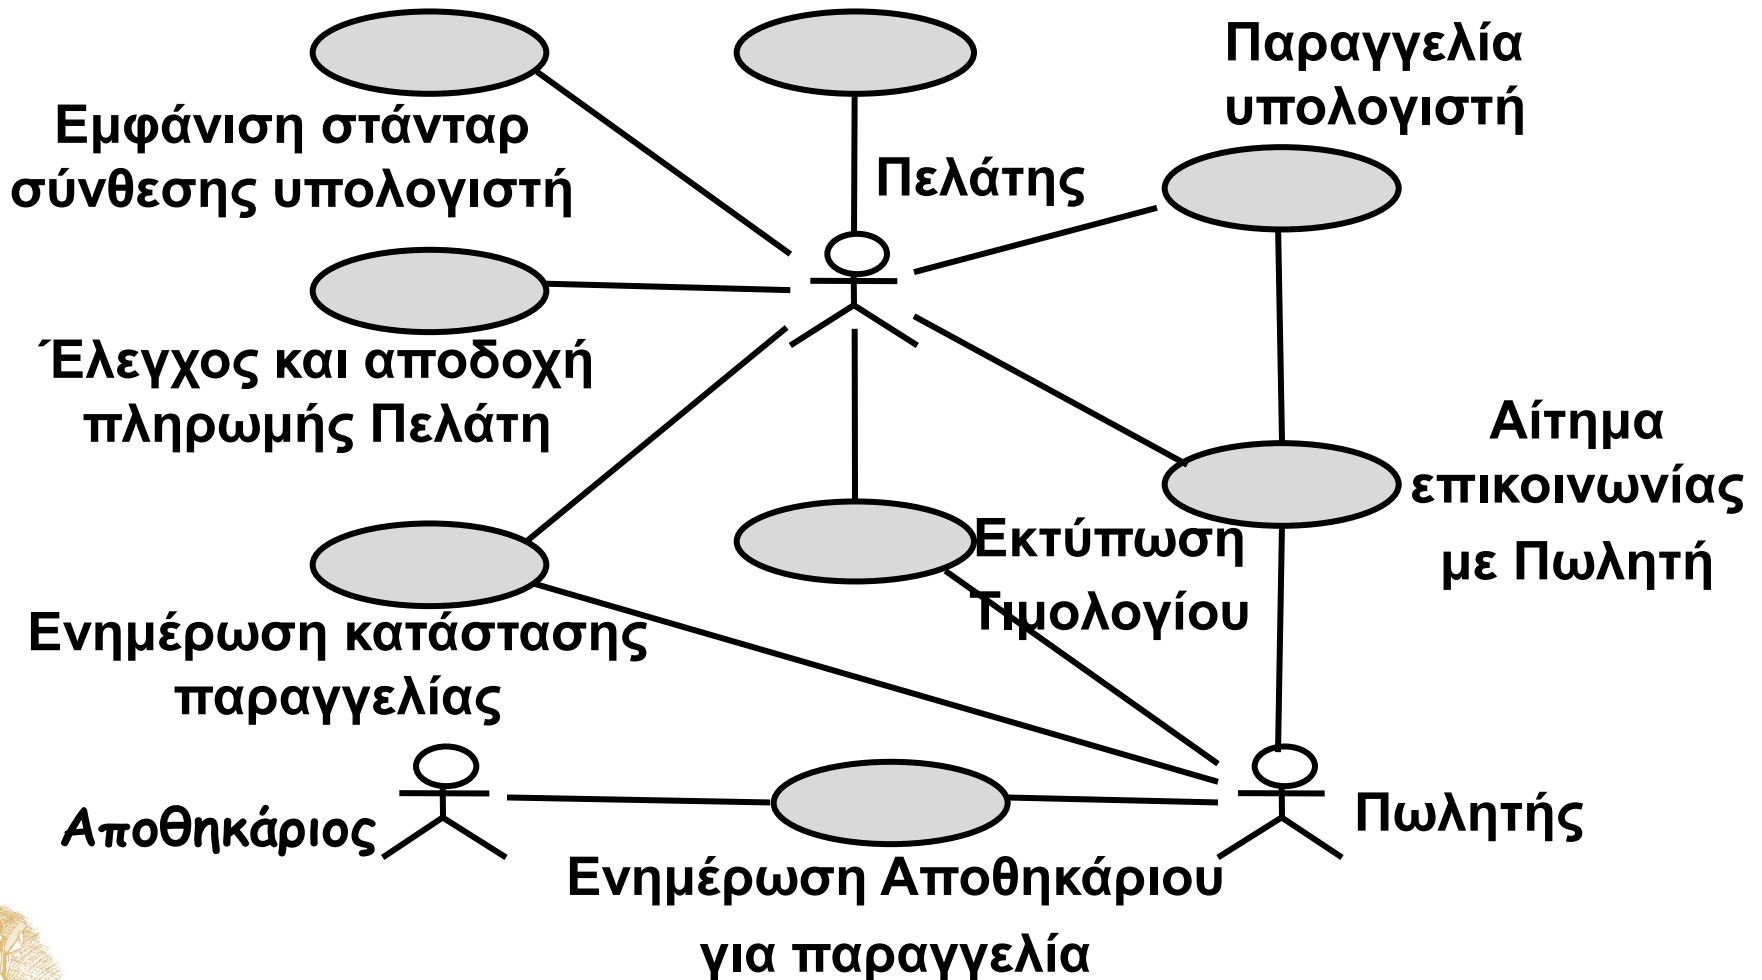 Εμφάνιση στάνταρ
σύνθεσης υπολογιστή
Πελάτης
Παραγγελία
υπολογιστή
Έλεγχος και αποδοχή
πληρωμής Πελάτη
Αίτημα
επικοινωνίας
με Πωλητή
Εκτύπωση
Τιμολογίου
Ενημέρωση κατάστασης
παραγγελίας
Αποθηκάριος
Πωλητής
Ενημέρωση Αποθηκάριου
για παραγγελία